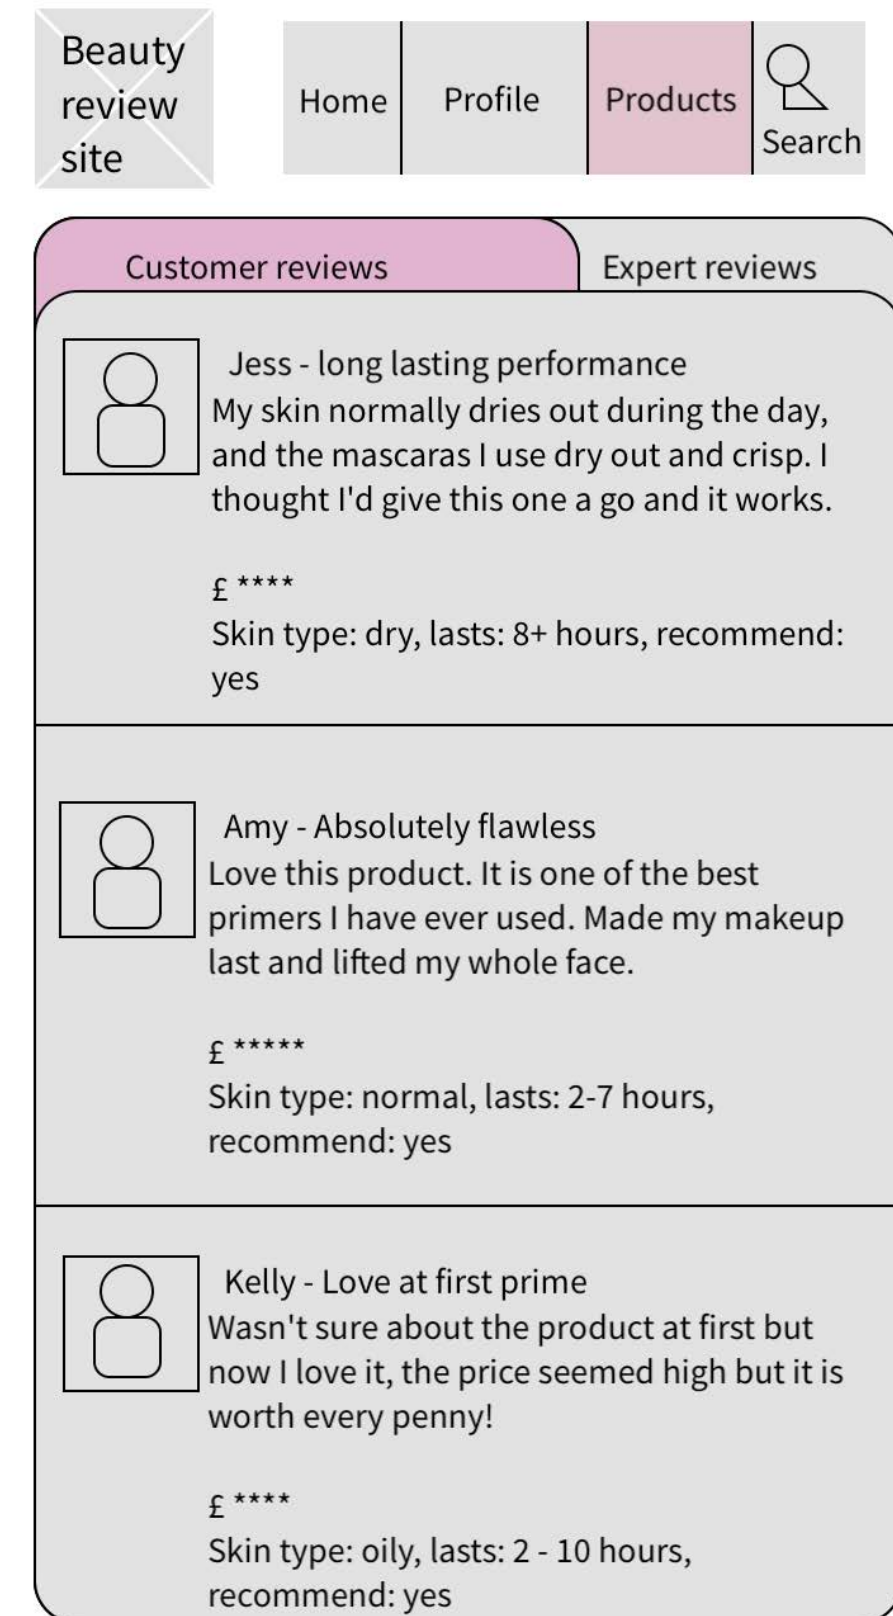 Beauty
review
site
Home
Profile
Products
Search
Customer reviews
Expert reviews
Jess - long lasting performance
My skin normally dries out during the day,
and the mascaras I use dry out and crisp. I
thought I'd give this one a go and it works.
£ ****
Skin type: dry, lasts: 8+ hours, recommend:
yes
Amy - Absolutely flawless
Love this product. It is one of the best
primers I have ever used. Made my makeup
last and lifted my whole face.
£ *****
Skin type: normal, lasts: 2-7 hours,
recommend: yes
Kelly - Love at first prime
Wasn't sure about the product at first but
now I love it, the price seemed high but it is
worth every penny!
£ ****
Skin type: oily, lasts: 2 - 10 hours,
recommend: yes